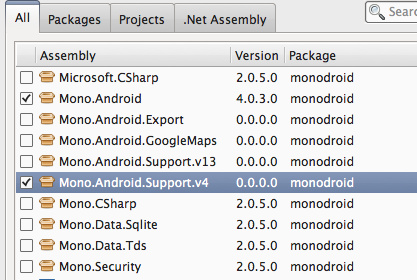 All Packages Projects .Net Assembly Search
Assembly Version Package
Microsoft.CSharp 2.0.5.0 monodroid
Mono.Android 4.0.3.0 monodroid
Mono.Android.Export 0.0.0.0 monodroid
Mono.Android.GoogleMaps 0.0.0.0 monodroid
Mono.Android.Support.v13 0.0.0.0 monodroid
Mono.Android.Support.v4 0.0.0.0 monodroid
Mono.CSharp 2.0.5.0 monodroid
Mono.Data.Sqlite 2.0.5.0 monodroid
Mono.Data.Tds 2.0.5.0 monodroid
Mono.Security 2.0.5.0 monodroid